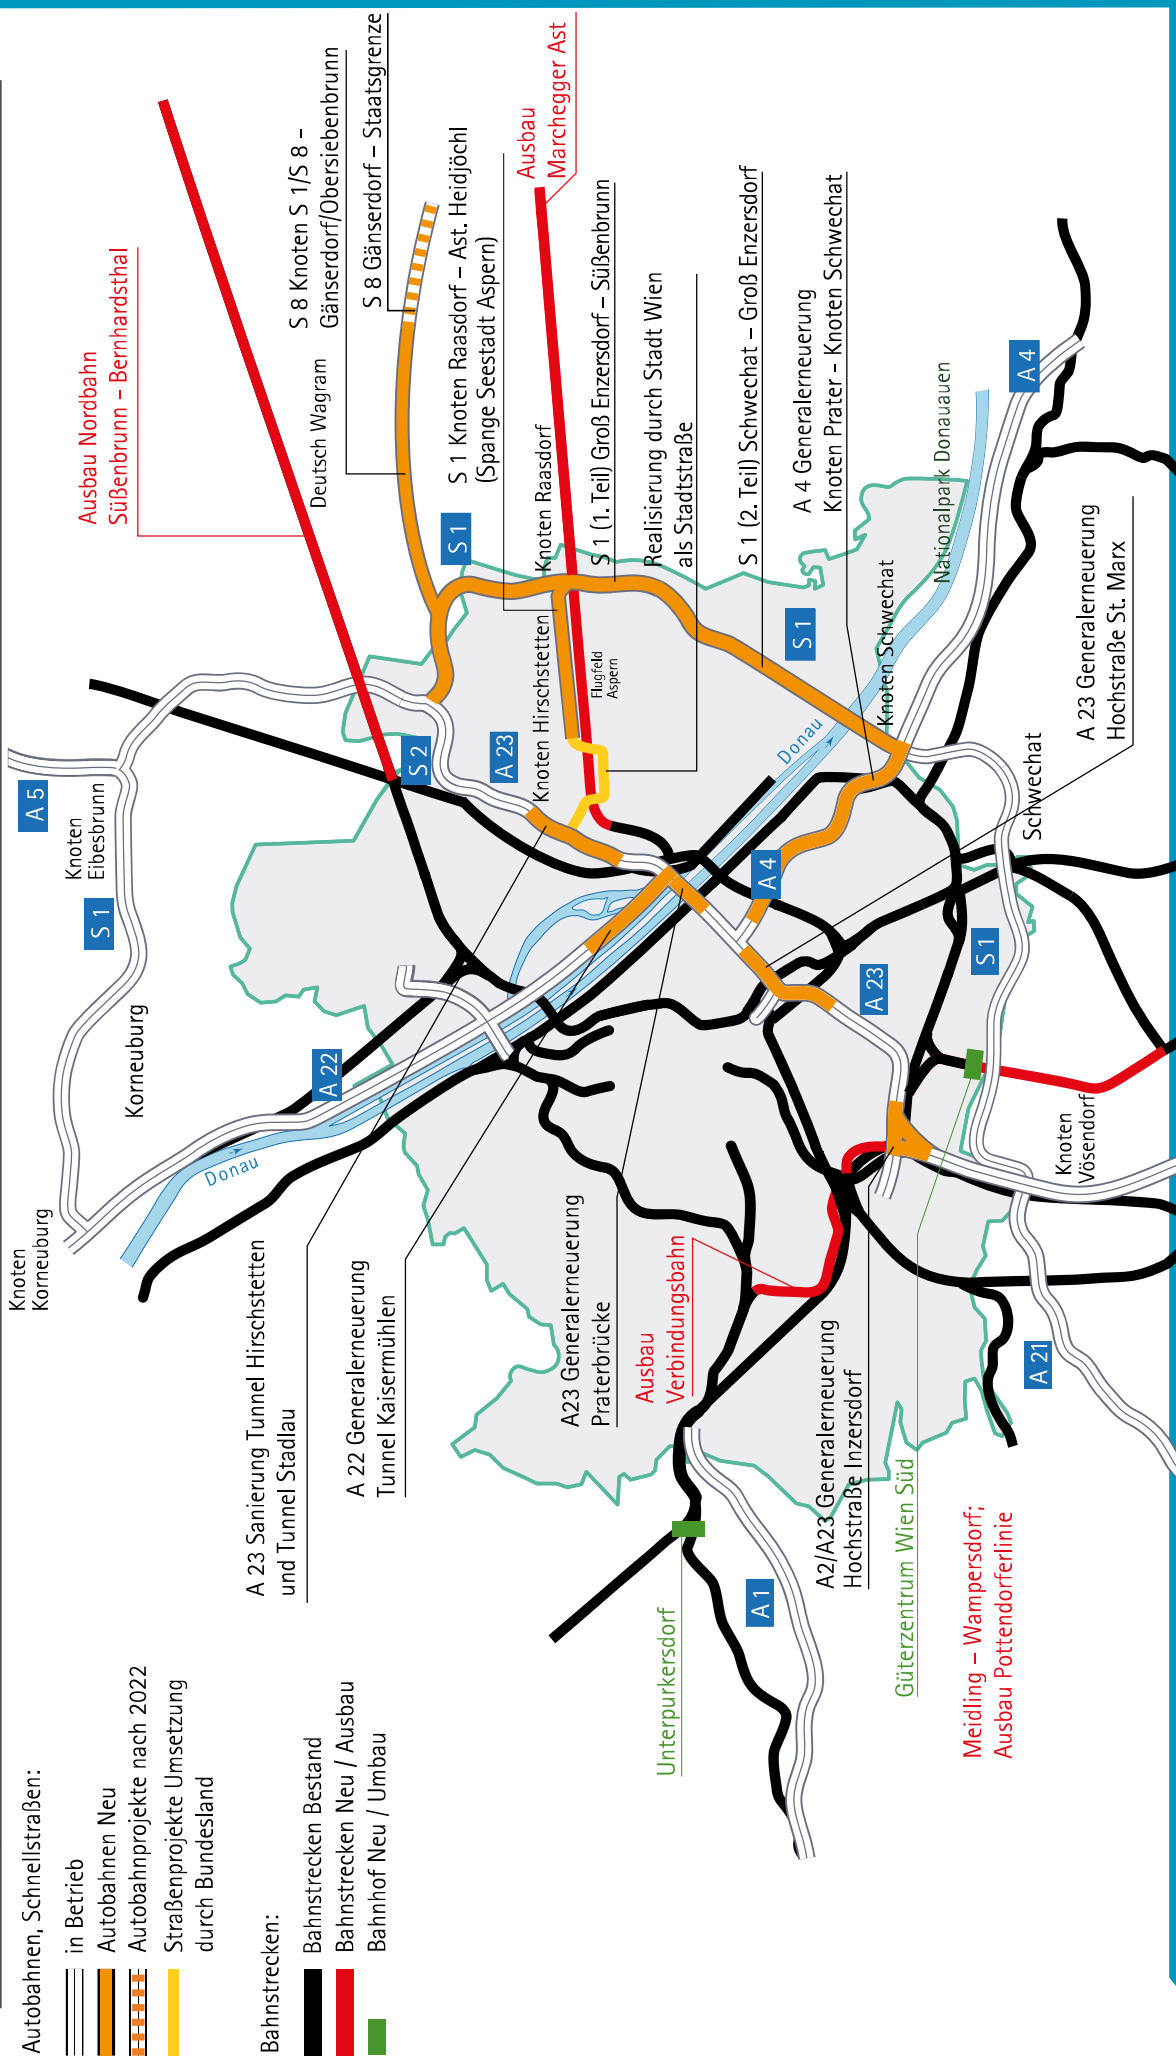 Autobahnen, Schnellstraßen:
in Betrieb
Autobahnen Neu
Autobahnprojekte nach 2022
Straßenprojekte Umsetzung
durch Bundesland
Bahnstrecken:
Bahnstrecken Bestand
Bahnstrecken Neu / Ausbau
Bahnhof Neu / Umbau
Knoten
Korneuburg
Korneuburg
S 1
A 5
Knoten
Eibesbrunn
Ausbau Nordbahn
Süßenbrunn – Bernhardsthal
Donau
A 22
S 2
Deutsch Wagram
S 8 Knoten S 1/S 8 –
Gänserdorf/Obersiebenbrunn
S 8 Gänserdorf – Staatsgrenze
S 1
S 1 Knoten Raasdorf – Ast. Heidjöchl
(Spange Seestadt Aspern)
Ausbau
Marchegger Ast
A 23
Knoten Hirschstetten
Knoten Raasdorf
Flugfeld
Aspern
S 1 (1. Teil) Groß Enzersdorf – Süßenbrunn
Realisierung durch Stadt Wien
als Stadtstraße
S 1 (2. Teil) Schwechat – Groß Enzersdorf
S 1
A 4 Generalerneuerung
Knoten Prater – Knoten Schwechat
Donau
A 4
Knoten Schwechat
Nationalpark Donauauen
A 4
A 23 Sanierung Tunnel Hirschstetten
und Tunnel Stadlau
A 22 Generalerneuerung
Tunnel Kaisermühlen
A23 Generalerneuerung
Praterbrücke
Ausbau
Verbindungsbahn
A 23
S 1
Schwechat
A 23 Generalerneuerung
Hochstraße St. Marx
Unterpurkersdorf
A 1
A2/A23 Generalerneuerung
Hochstraße Inzersdorf
Güterzentrum Wien Süd
Meidling – Wampersdorf;
Ausbau Pottendorferlinie
A 21
Knoten
Vösendorf